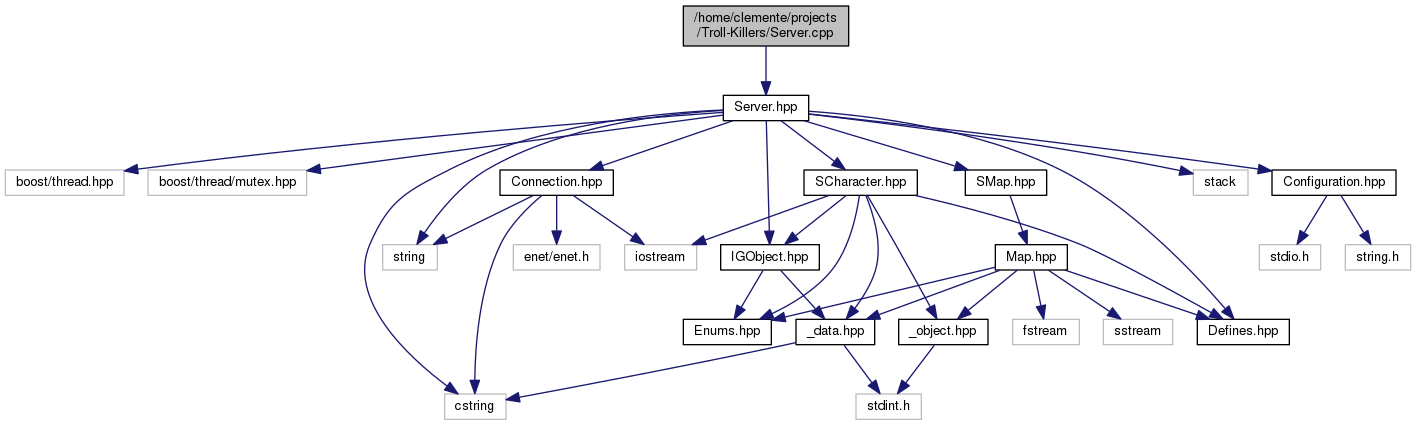 /home/clemente/projects
/Troll-Killers/Server.cpp
Server.hpp
boost/thread.hpp
boost/thread/mutex.hpp
Connection.hpp
SCharacter.hpp
SMap.hpp
stack
Configuration.hpp
string
enet/enet.h
iostream
IGObject.hpp
Map.hpp
stdio.h
string.h
Enums.hpp
_data.hpp
_object.hpp
fstream
sstream
Defines.hpp
cstring
stdint.h